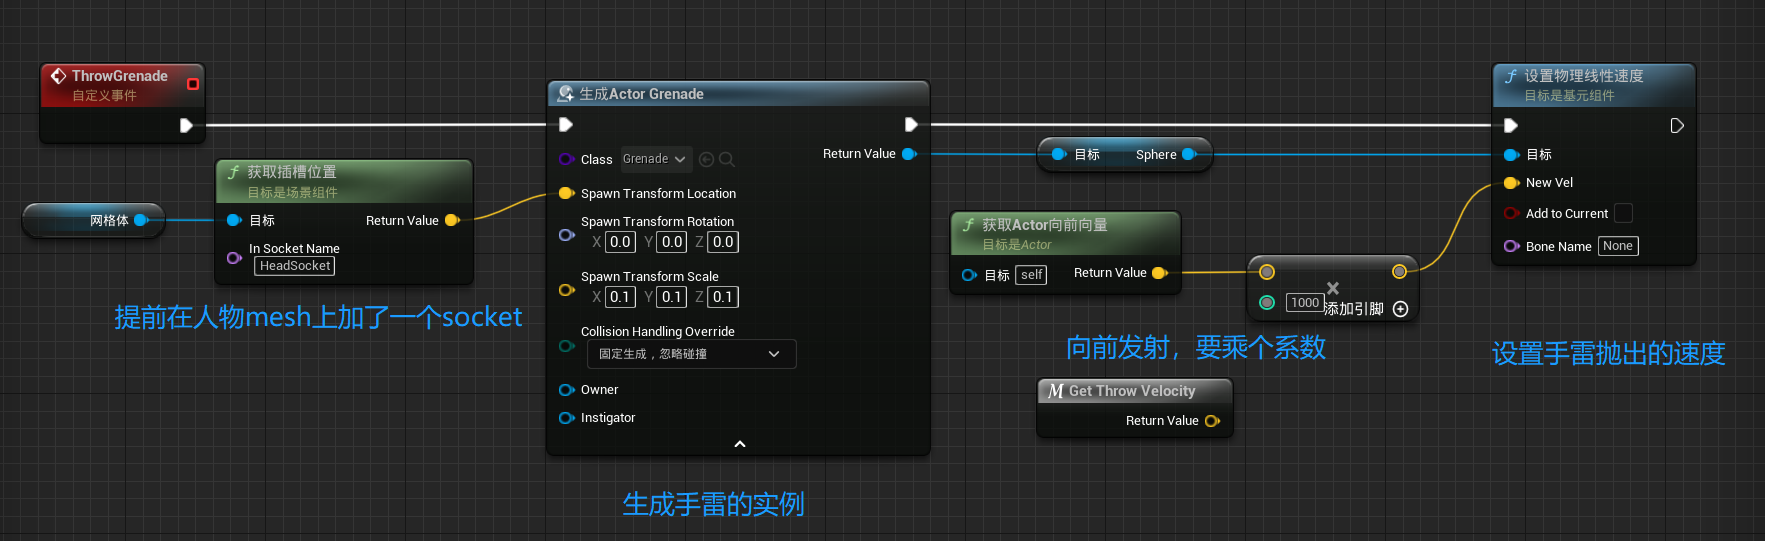 ThrowGrenade
自定义事件
网格体
获取插槽位置
目标是场景组件
目标
Return Value
In Socket Name
HeadSocket
提前在人物mesh上加了一个socket
生成Actor Grenade
Class Grenade
Return Value
Spawn Transform Location
Spawn Transform Rotation
X 0.0 Y 0.0 Z 0.0
Spawn Transform Scale
X 0.1 Y 0.1 Z 0.1
Collision Handling Override
固定生成，忽略碰撞
Owner
Instigator
生成手雷的实例
目标 Sphere
获取Actor向前向量
目标是Actor
目标 self Return Value
1000
添加引脚
向前发射，要乘个系数
Get Throw Velocity
Return Value
设置物理线性速度
目标是基元组件
目标
New Vel
Add to Current
Bone Name None
设置手雷抛出的速度